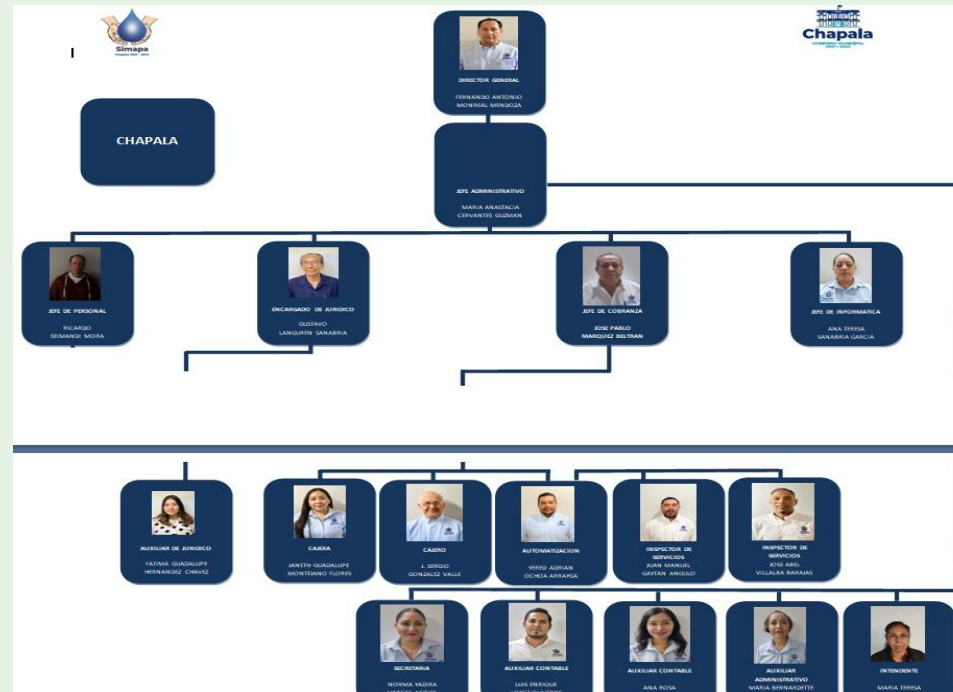 Simapa
Chapala
GOBIERNO MUNICIPAL
DIRECTOR GENERAL
FERNANDO ANTONIO
MONREAL MENDOZA
CHAPALA
JEFE ADMINISTRATIVO
MARIA ANASTACIA
CERVANTES GUZMAN
JEFE DE PERSONAL
RICARDO
SEIMANDI MORA
ENCARGADO DE JURIDICO
GUSTAVO
LANGUREN SANABRIA
JEFE DE COBRANZA
JOSE PABLO
MARQUEZ BELTRAN
JEFE DE INFORMATICA
ANA TERESA
SANABRIA GARCIA
AUXILIAR DE JURIDICO
FATIMA GUADALUPE
HERNANDEZ CHAVEZ
CAJERA
JANETH GUADALUPE
MONTEJANO FLORES
CAJERO
J. SERGIO
GONZALEZ VALLE
AUTOMATIZACION
YERED ADRIAN
OCHOA ARRAYGA
INSPECTOR DE
SERVICIOS
JUAN MANUEL
GAYTAN ANGULO
INSPECTOR DE
SERVICIOS
JOSE ABEL
VILLALBA BARAJAS
SECRETARIA
NORMA YADIRA
AUXILIAR CONTABLE
LUIS ENRIQUE
AUXILIAR CONTABLE
ANA ROSA
AUXILIAR
ADMINISTRATIVO
MARIA BERNARDETTE
INTENDENTE
MARIA TERESA